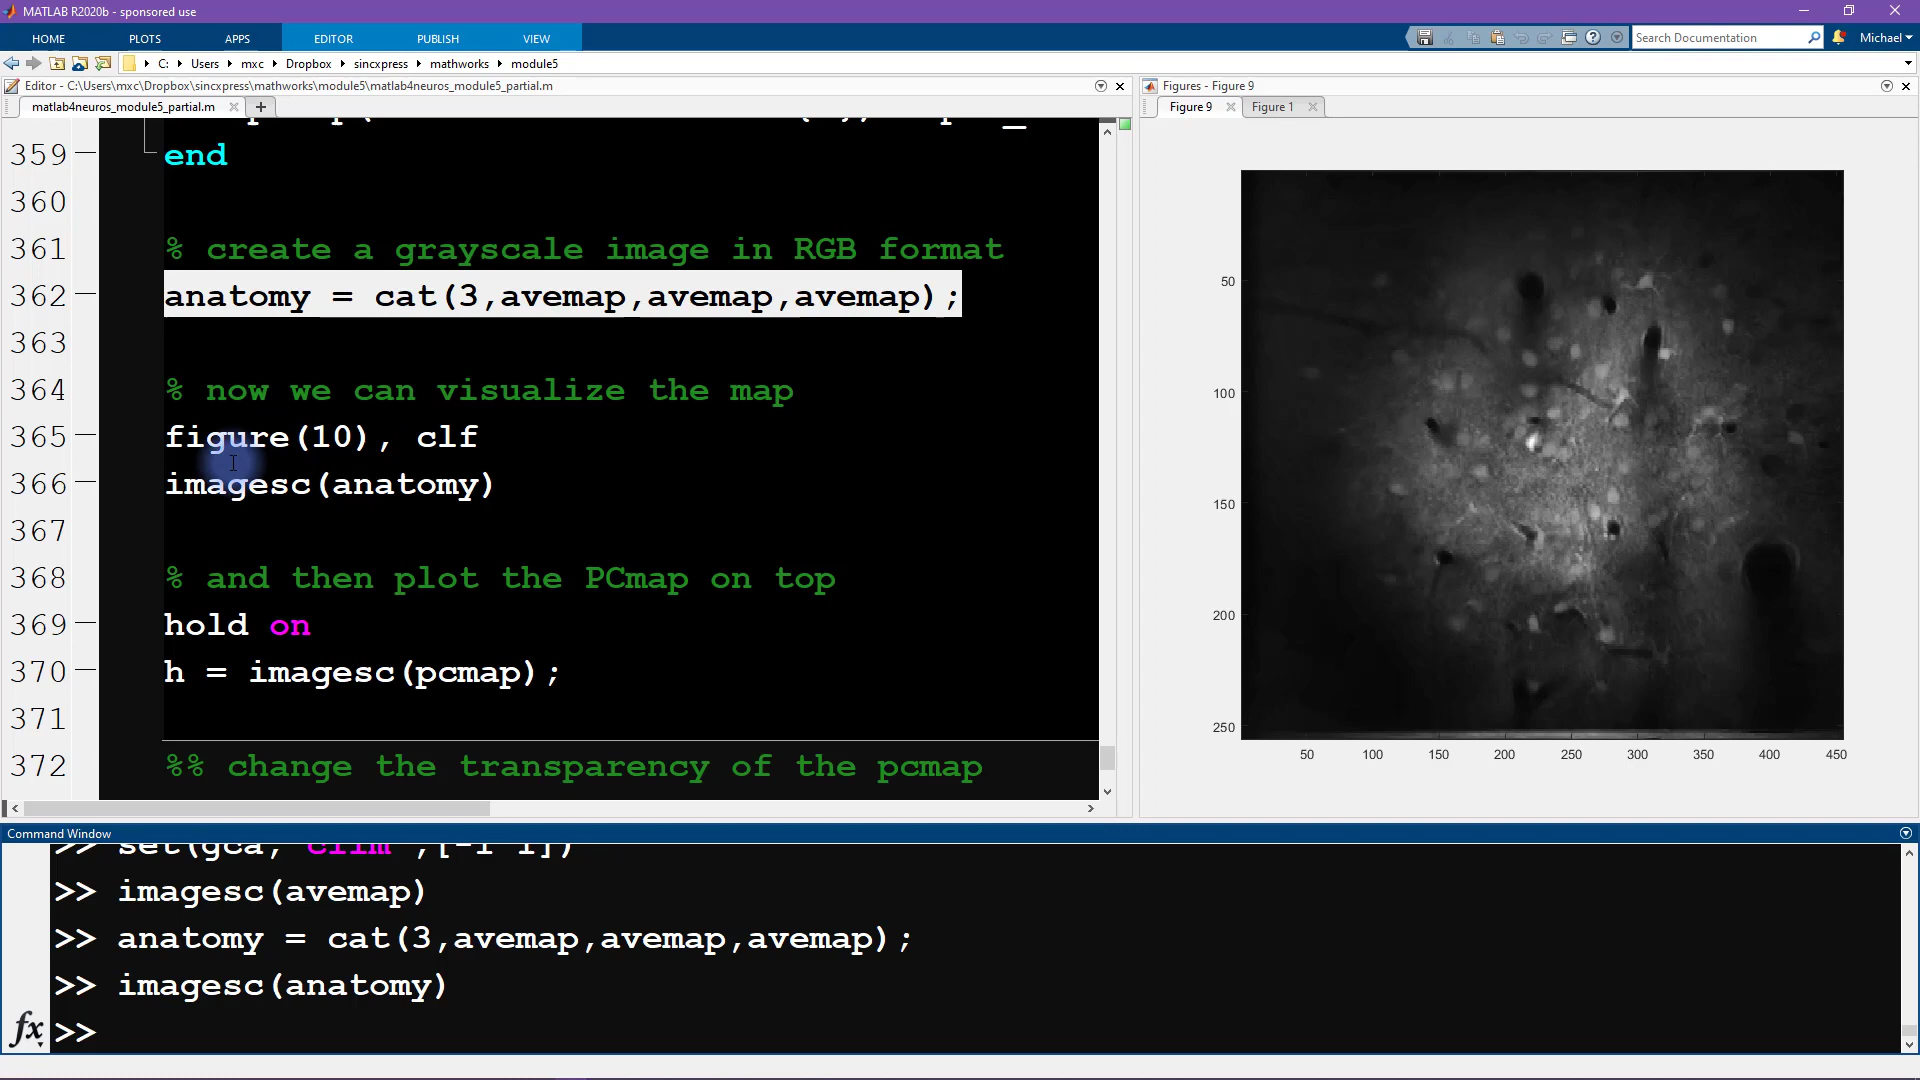 MATLAB R2020b - sponsored use
HOME PLOTS APPS EDITOR PUBLISH VIEW
Search Documentation Michael
C: Users mxc Dropbox sincxpress mathworks module5
Editor - C:\Users\mxc\Dropbox\sincxpress\mathworks\module5\matlab4neuros_module5_partial.m
Figures - Figure 9
matlab4neuros_module5_partial.m
Figure 9 Figure 1
359 end
360
361 % create a grayscale image in RGB format
362 anatomy = cat(3,avemap,avemap,avemap);
363
364 % now we can visualize the map
365 figure(10), clf
366 imagesc(anatomy)
367
368 % and then plot the PCmap on top
369 hold on
370 h = imagesc(pcmap);
371
372 %% change the transparency of the pcmap
50
100
150
200
250
50 100 150 200 250 300 350 400 450
Command Window
>> set(gca,'clim',[-1 1])
>> imagesc(avemap)
>> anatomy = cat(3,avemap,avemap,avemap);
>> imagesc(anatomy)
fx >>